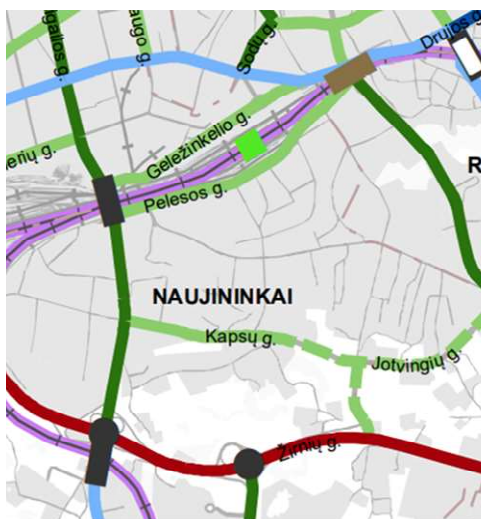 Drujos g.
Sodų g.
Geležinkelio g.
Pelesos g.
NAUJININKAI
Kapsų g.
Jotvingių g.
Žirnių g.